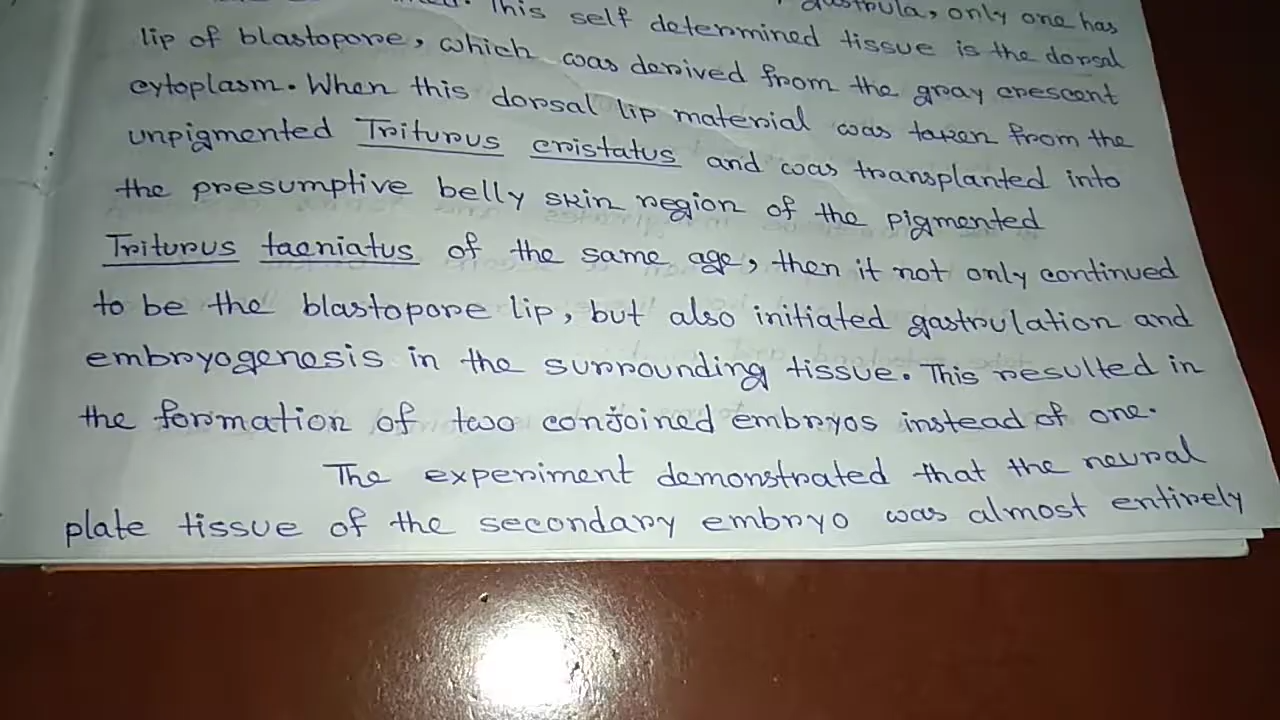 This self determined tissue is the dorsal
lip of blastopore, which was derived from the gray crescent
cytoplasm. When this dorsal lip material was taken from the
unpigmented Triturus cristatus and was transplanted into
the presumptive belly skin region of the pigmented
Triturus taeniatus of the same age, then it not only continued
to be the blastopore lip, but also initiated gastrulation and
embryogenesis in the surrounding tissue. This resulted in
the formation of two conjoined embryos instead of one.
The experiment demonstrated that the neural
plate tissue of the secondary embryo was almost entirely